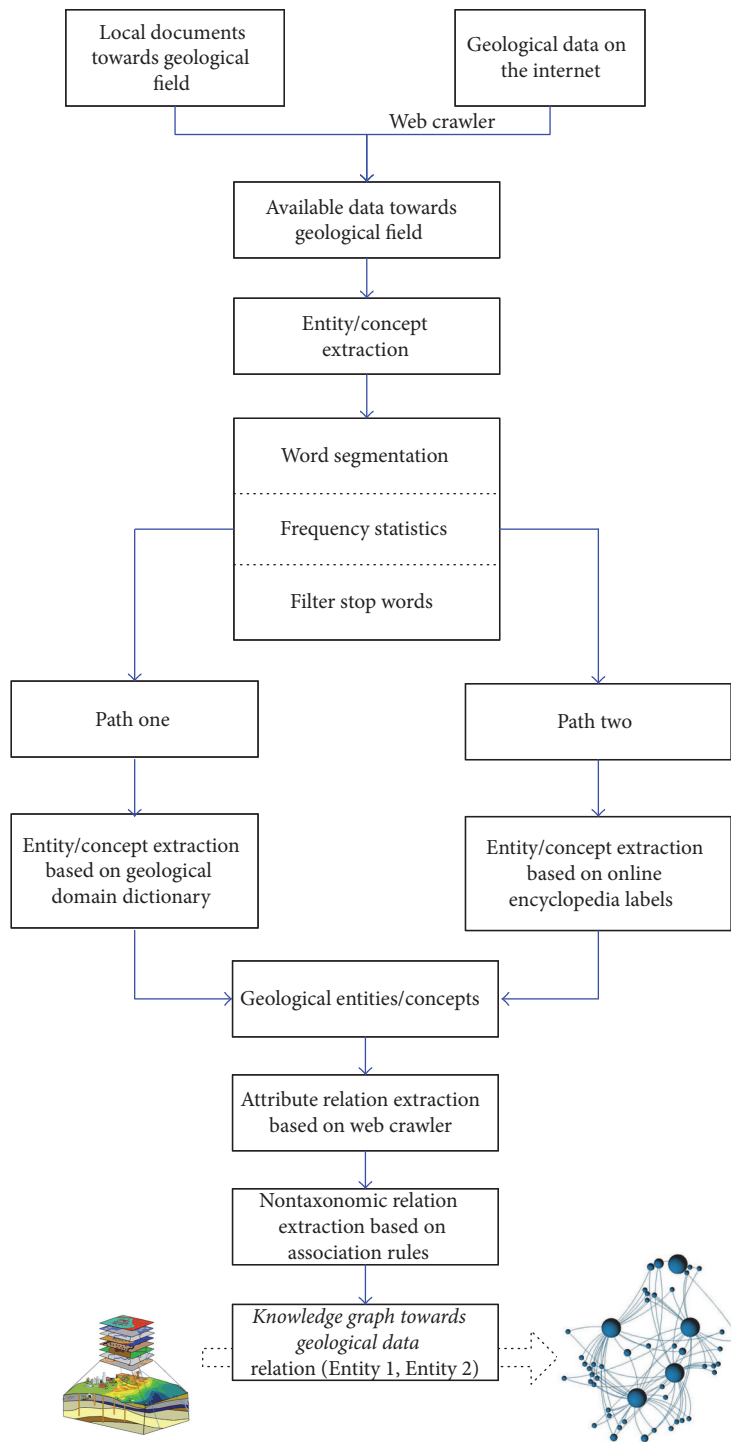 Local documents
towards geological
field
Geological data on
the internet
Web crawler
Available data towards
geological field
Entity/concept
extraction
Word segmentation
Frequency statistics
Filter stop words
Path one
Path two
Entity/concept extraction
based on geological
domain dictionary
Entity/concept extraction
based on online
encyclopedia labels
Geological entities/concepts
Attribute relation extraction
based on web crawler
Nontaxonomic relation
extraction based on
association rules
Knowledge graph towards
geological data
relation (Entity 1, Entity 2)